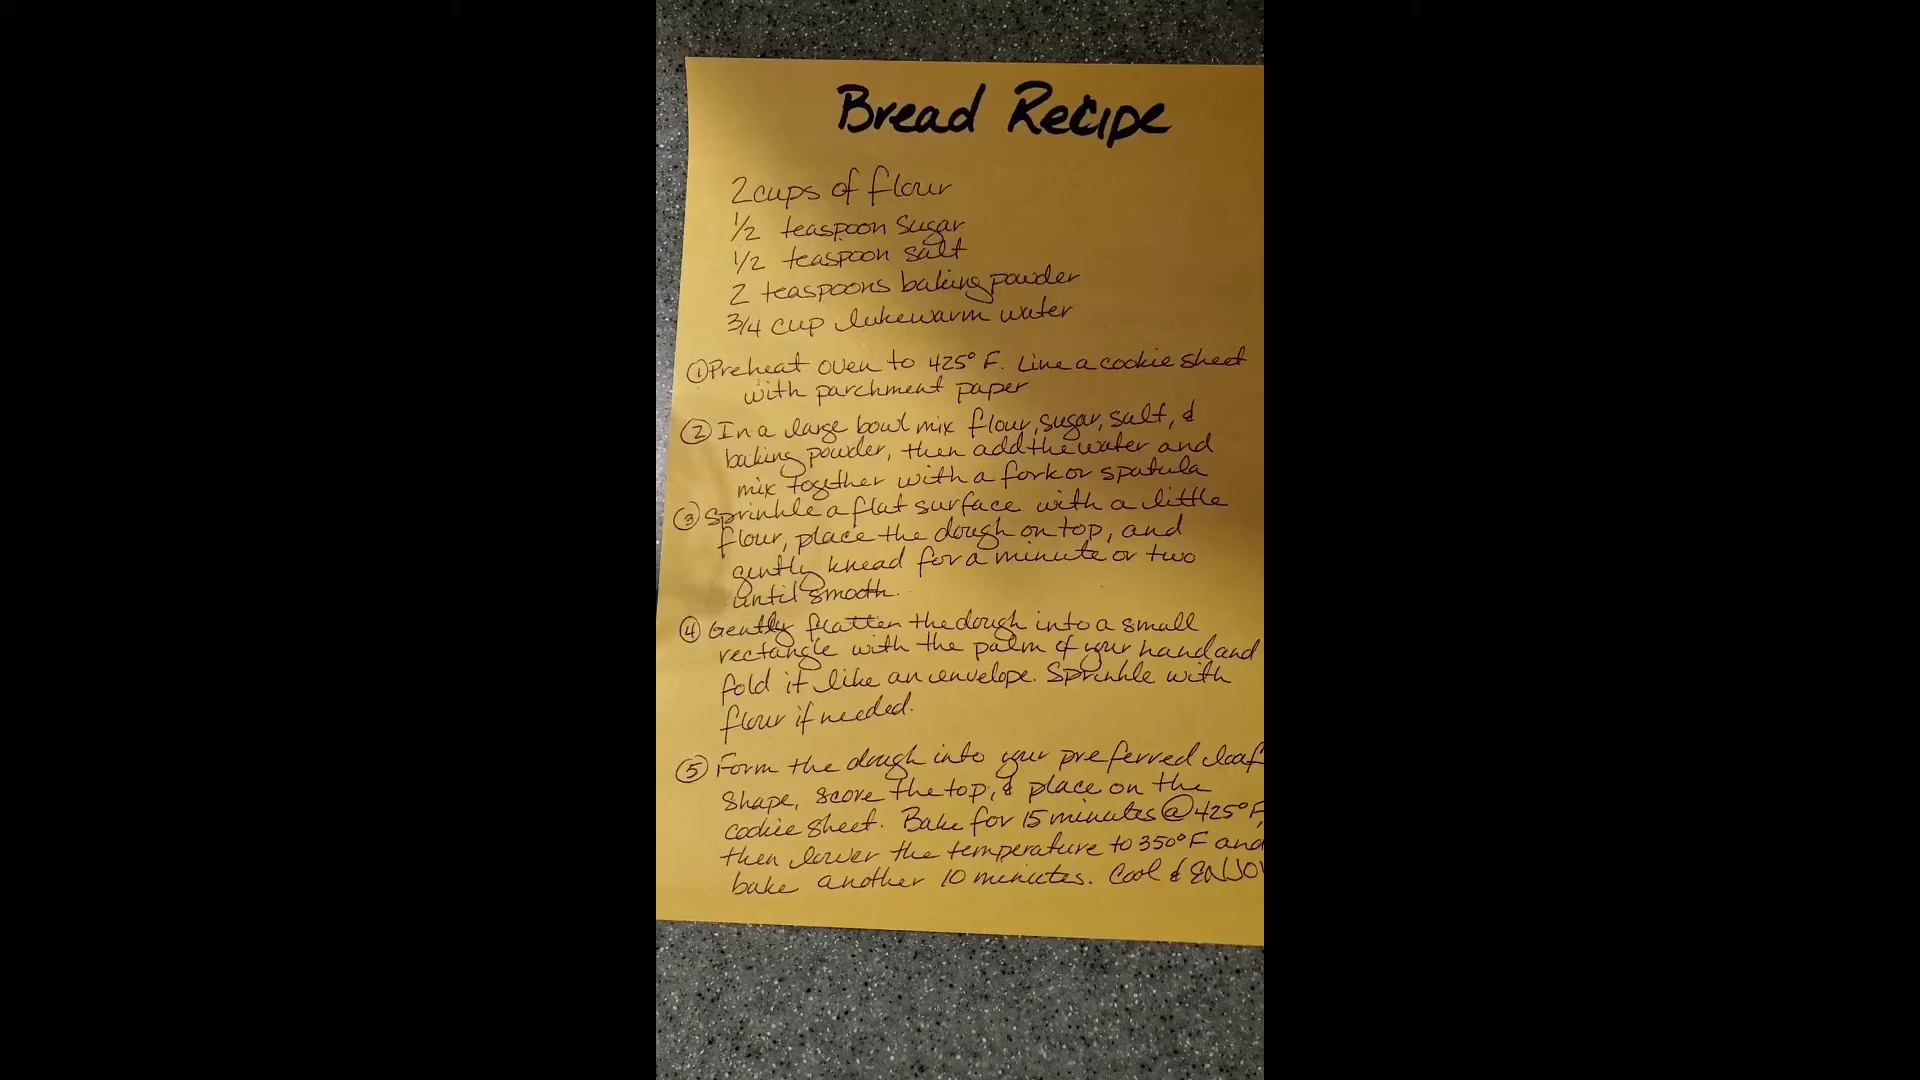 Bread Recipe
2 cups of flour
1/2 teaspoon sugar
1/2 teaspoon salt
2 teaspoons baking powder
3/4 cup lukewarm water
① Preheat oven to 425° F. Line a cookie sheet
with parchment paper
② In a large bowl mix flour, sugar, salt, &
baking powder, then add the water and
mix together with a fork or spatula
③ Sprinkle a flat surface with a little
flour, place the dough on top, and
gently knead for a minute or two
until smooth.
④ Gently flatten the dough into a small
rectangle with the palm of your hand and
fold it like an envelope. Sprinkle with
flour if needed.
⑤ Form the dough into your preferred loaf
shape, score the top, & place on the
cookie sheet. Bake for 15 minutes @ 425° F,
then lower the temperature to 350° F and
bake another 10 minutes. Cool & ENJOY